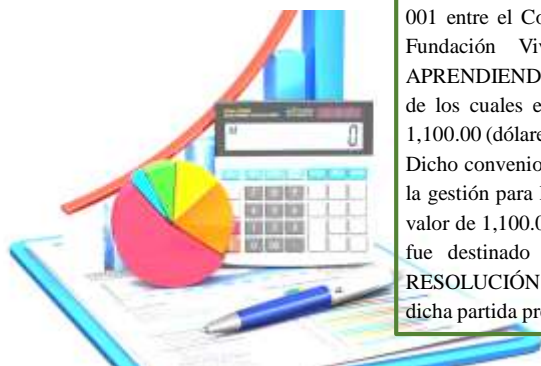 001 entre el Co
Fundación Viv
APRENDIEND
de los cuales e
1,100.00 (dólare
Dicho convenio
la gestión para
valor de 1,100.0
fue destinado
RESOLUCIÓN
dicha partida pre
M 0